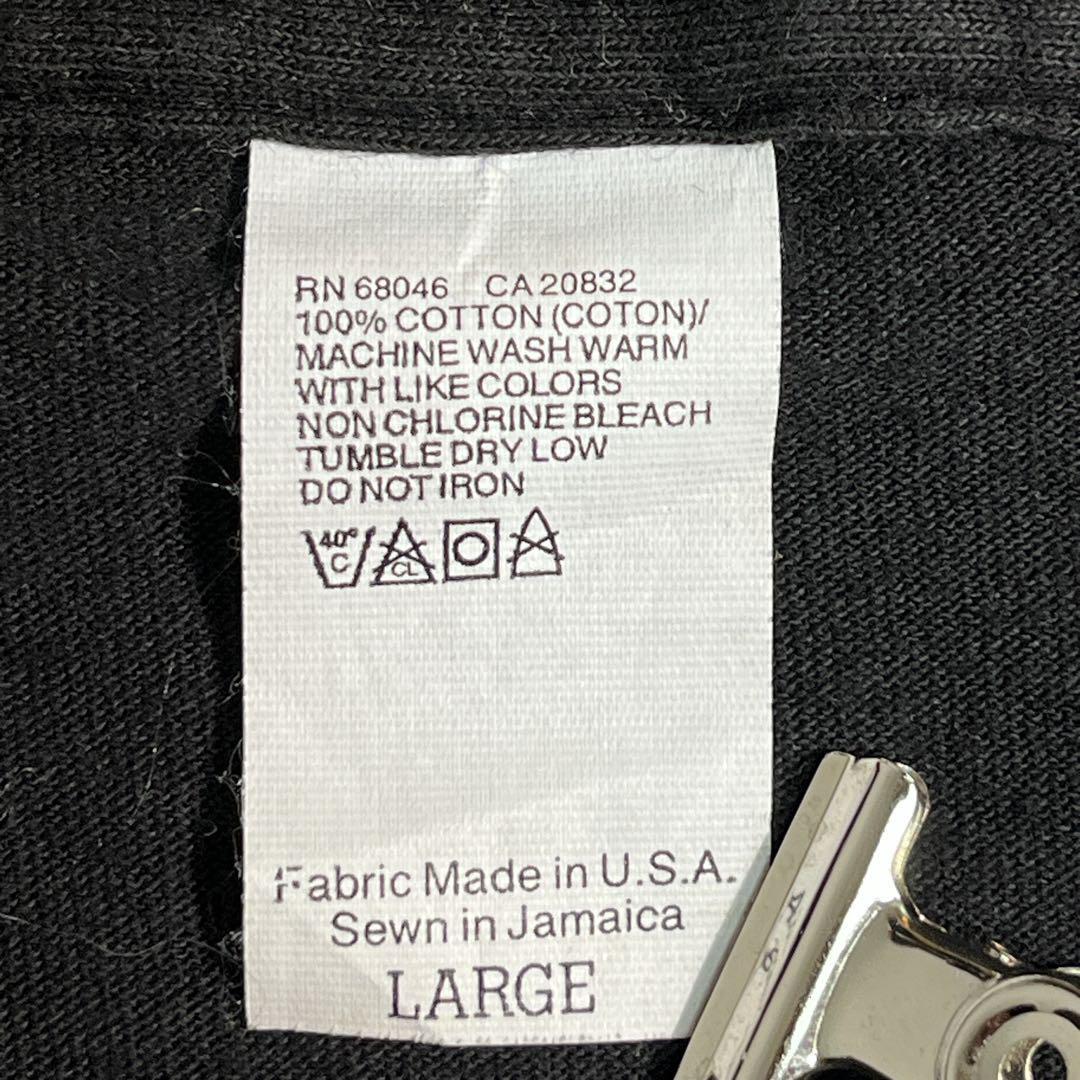 RN 68046 CA 20832
100% COTTON (COTON)/
MACHINE WASH WARM
WITH LIKE COLORS
NON CHLORINE BLEACH
TUMBLE DRY LOW
DO NOT IRON
40°
C CL
Fabric Made in U.S.A.
Sewn in Jamaica
LARGE